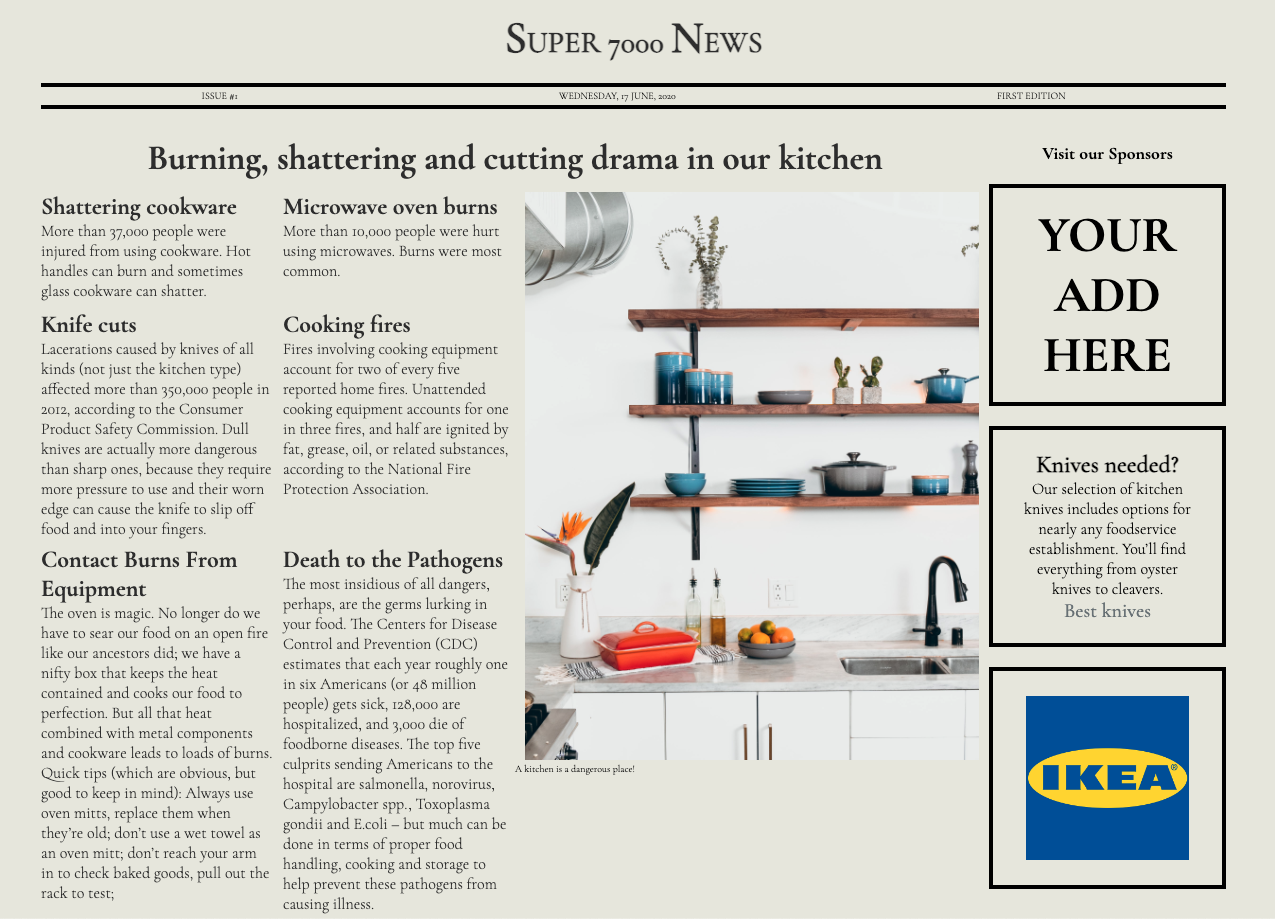 Super 7000 News
ISSUE #1
WEDNESDAY, 17 JUNE, 2020
FIRST EDITION
Burning, shattering and cutting drama in our kitchen
Shattering cookware
More than 37,000 people were
injured from using cookware. Hot
handles can burn and sometimes
glass cookware can shatter.
Microwave oven burns
More than 10,000 people were hurt
using microwaves. Burns were most
common.
Knife cuts
Lacerations caused by knives of all
kinds (not just the kitchen type)
affected more than 350,000 people in
2012, according to the Consumer
Product Safety Commission. Dull
knives are actually more dangerous
than sharp ones, because they require
more pressure to use and their worn
edge can cause the knife to slip off
food and into your fingers.
Cooking fires
Fires involving cooking equipment
account for two of every five
reported home fires. Unattended
cooking equipment accounts for one
in three fires, and half are ignited by
fat, grease, oil, or related substances,
according to the National Fire
Protection Association.
Contact Burns From
Equipment
The oven is magic. No longer do we
have to sear our food on an open fire
like our ancestors did; we have a
nifty box that keeps the heat
contained and cooks our food to
perfection. But all that heat
combined with metal components
and cookware leads to loads of burns.
Quick tips (which are obvious, but
good to keep in mind): Always use
oven mitts, replace them when
they're old; don't use a wet towel as
an oven mitt; don't reach your arm
in to check baked goods, pull out the
rack to test;
Death to the Pathogens
The most insidious of all dangers,
perhaps, are the germs lurking in
your food. The Centers for Disease
Control and Prevention (CDC)
estimates that each year roughly one
in six Americans (or 48 million
people) gets sick, 128,000 are
hospitalized, and 3,000 die of
foodborne diseases. The top five
culprits sending Americans to the
hospital are salmonella, norovirus,
Campylobacter spp., Toxoplasma
gondii and E.coli – but much can be
done in terms of proper food
handling, cooking and storage to
help prevent these pathogens from
causing illness.
A kitchen is a dangerous place!
Visit our Sponsors
YOUR
ADD
HERE
Knives needed?
Our selection of kitchen
knives includes options for
nearly any foodservice
establishment. You'll find
everything from oyster
knives to cleavers.
Best knives
IKEA®